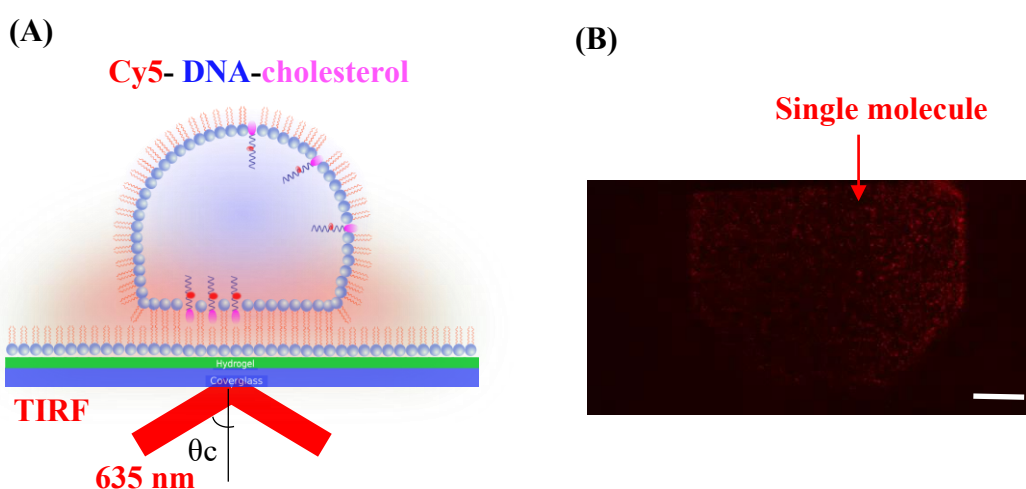 (A)
Cy5- DNA-cholesterol
Hydrogel
Coverglass
TIRF
θc
635 nm
(B)
Single molecule